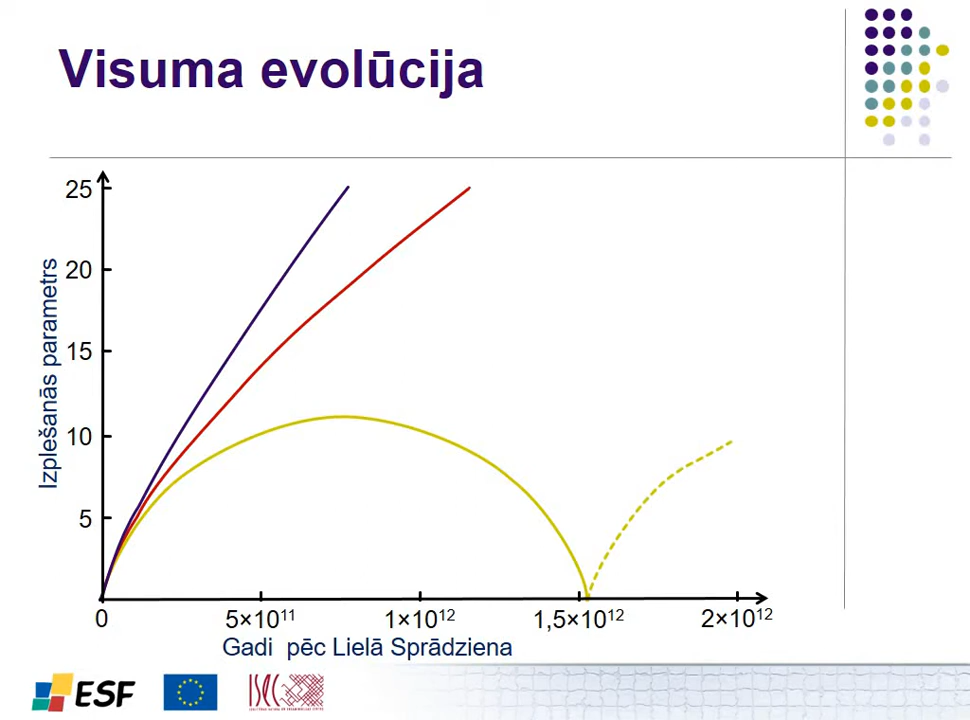 Visuma evolūcija
25
20
15
10
5
Izplešanās parametrs
0 5×10¹¹ 1×10¹² 1,5×10¹² 2×10¹²
Gadi pēc Lielā Sprādziena
ESF
ISEC